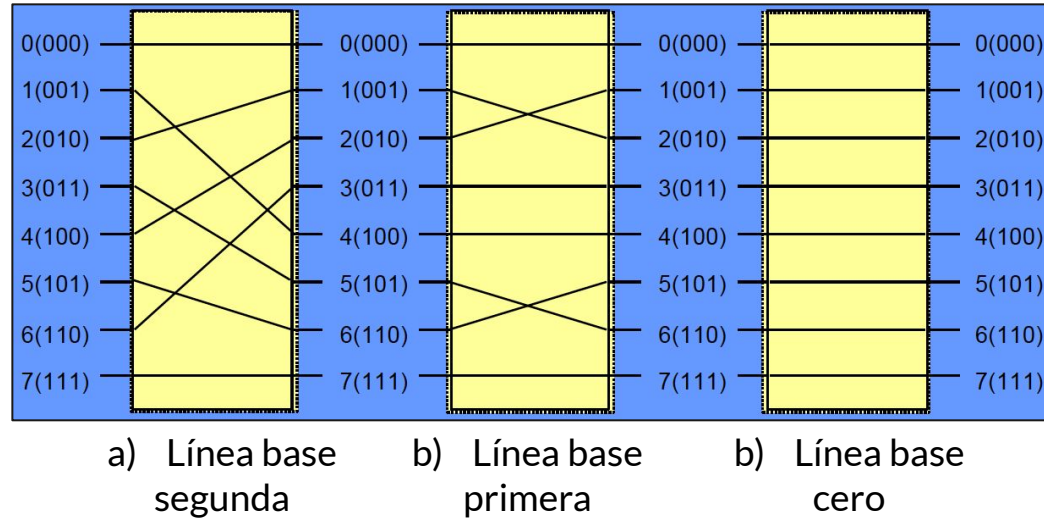 0(000) 0(000) 0(000) 0(000)
1(001) 1(001) 1(001) 1(001)
2(010) 2(010) 2(010) 2(010)
3(011) 3(011) 3(011) 3(011)
4(100) 4(100) 4(100) 4(100)
5(101) 5(101) 5(101) 5(101)
6(110) 6(110) 6(110) 6(110)
7(111) 7(111) 7(111) 7(111)
a) Línea base b) Línea base b) Línea base
segunda primera cero